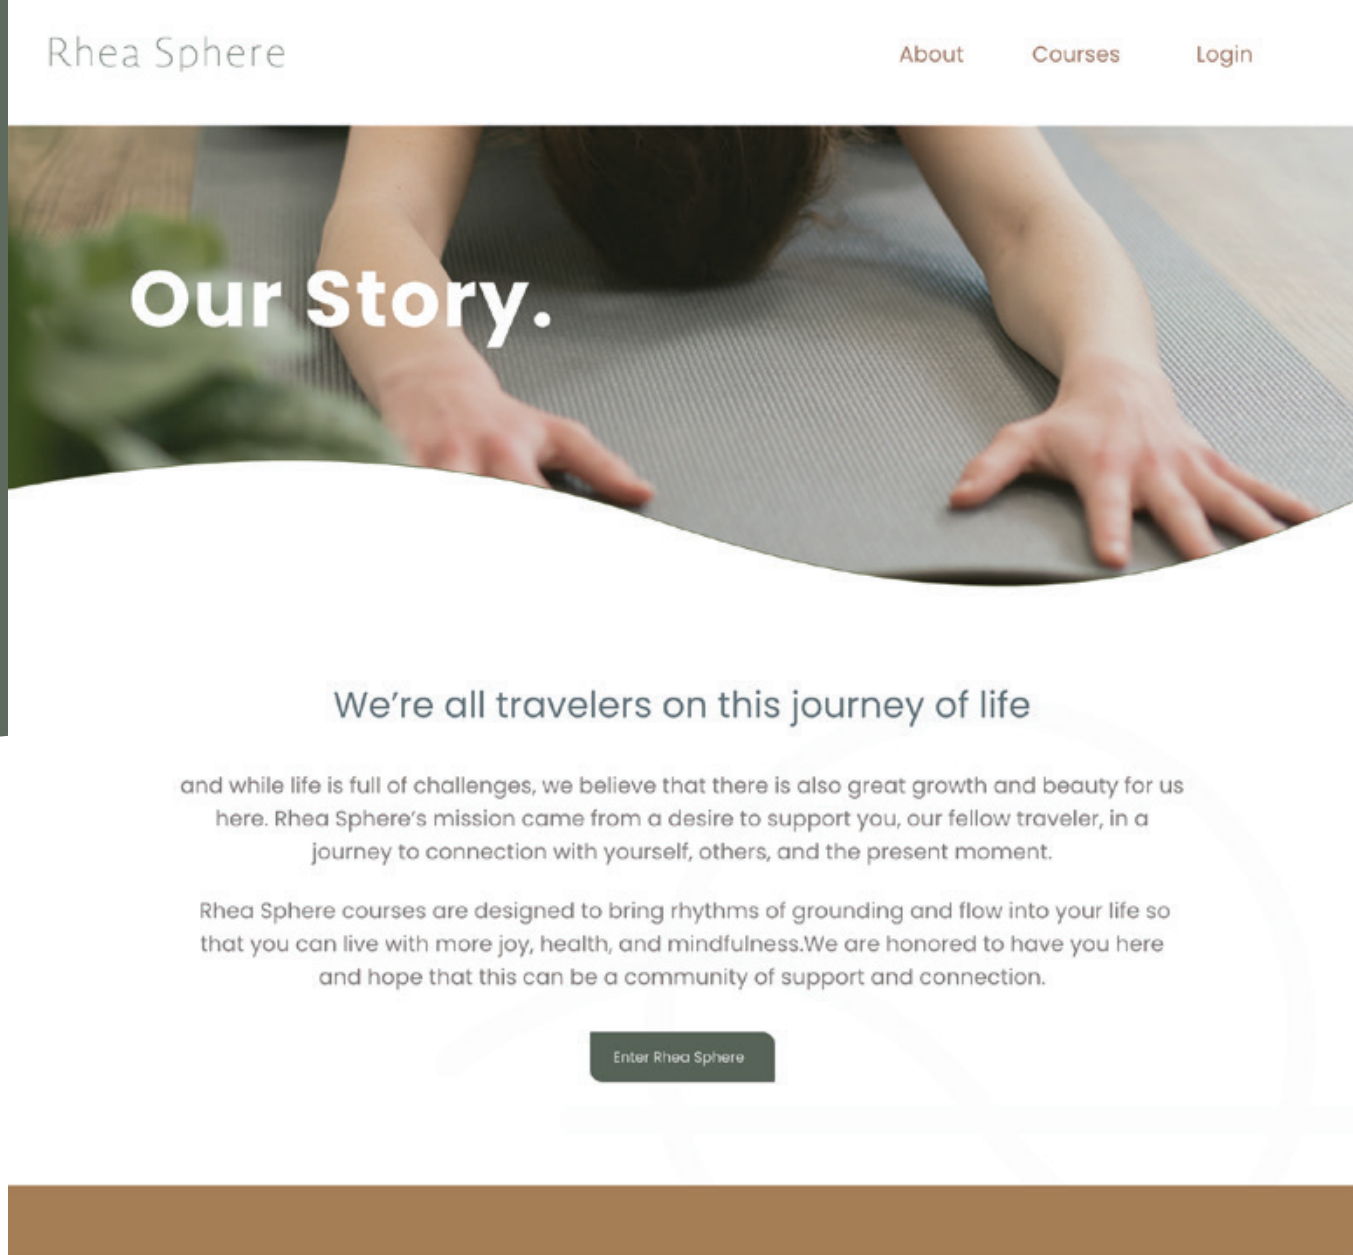 Rhea Sphere
About Courses Login
Our Story.
We’re all travelers on this journey of life
and while life is full of challenges, we believe that there is also great growth and beauty for us
here. Rhea Sphere’s mission came from a desire to support you, our fellow traveler, in a
journey to connection with yourself, others, and the present moment.
Rhea Sphere courses are designed to bring rhythms of grounding and flow into your life so
that you can live with more joy, health, and mindfulness.We are honored to have you here
and hope that this can be a community of support and connection.
Enter Rhea Sphere